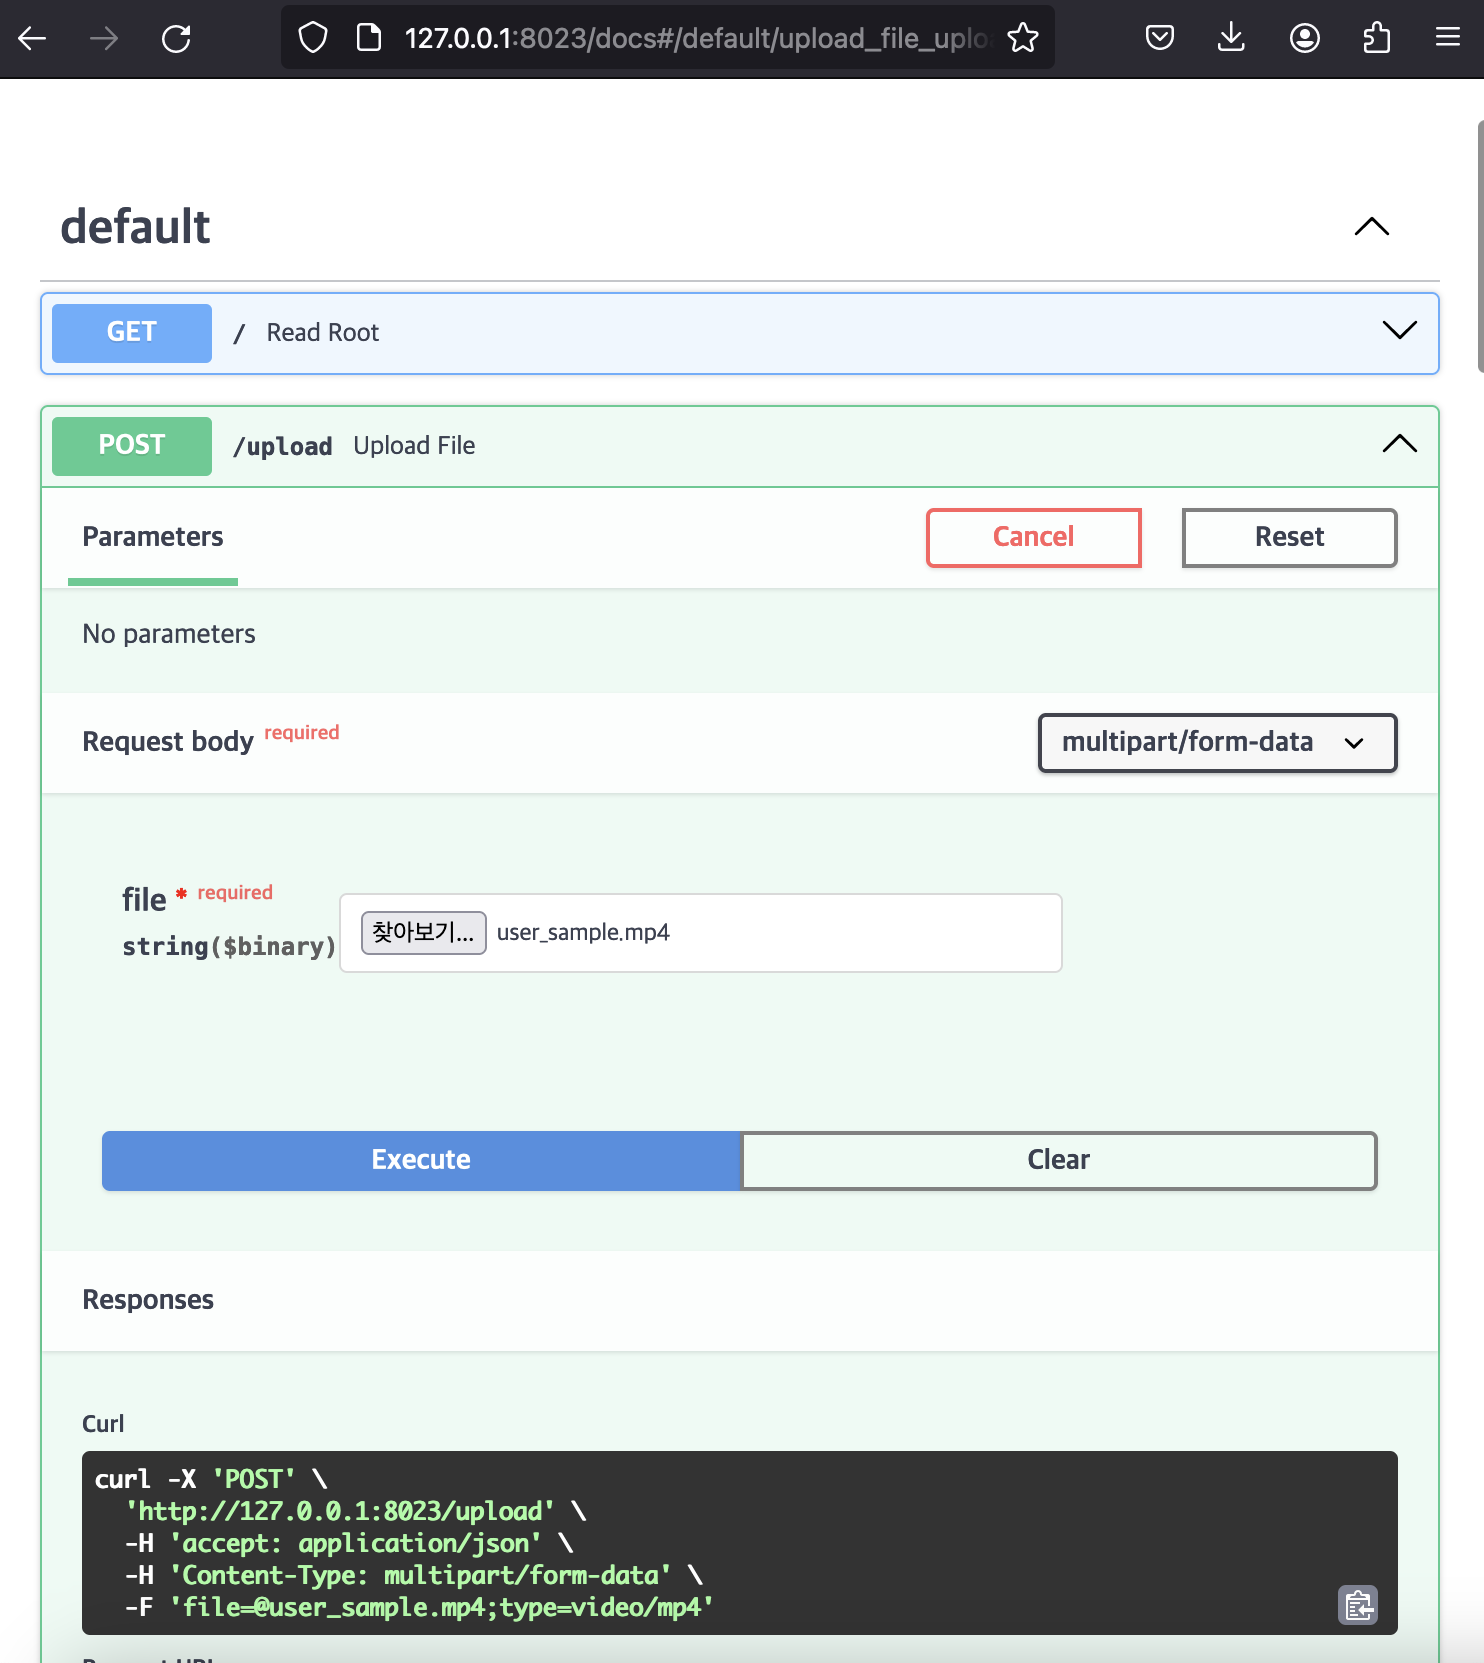 127.0.0.1:8023/docs#/default/upload_file_uplo
default
GET / Read Root
POST /upload Upload File
Parameters
Cancel
Reset
No parameters
Request body required
multipart/form-data
file * required
string($binary)
찾아보기... user_sample.mp4
Execute
Clear
Responses
Curl
curl -X 'POST' \
'http://127.0.0.1:8023/upload' \
-H 'accept: application/json' \
-H 'Content-Type: multipart/form-data' \
-F 'file=@user_sample.mp4;type=video/mp4'